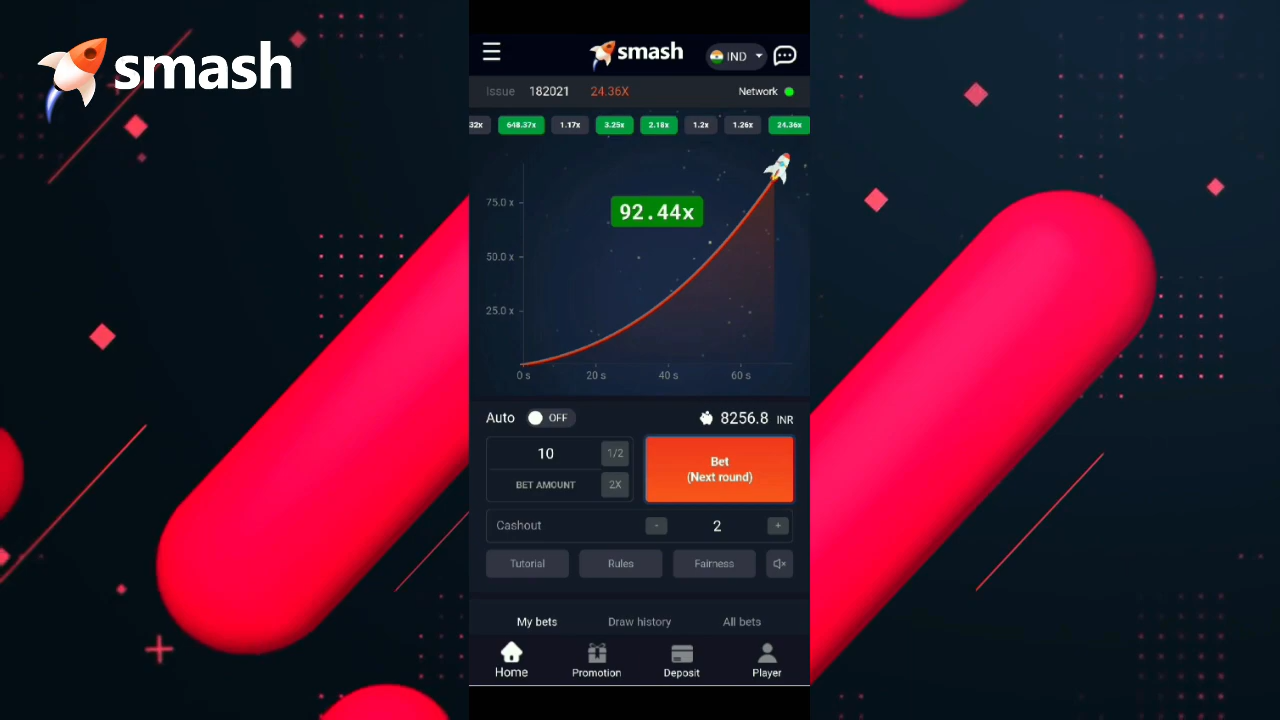 smash
smash
IND
Issue 182021 24.36X Network
32x 648.37x 1.17x 3.25x 2.18x 1.2x 1.26x 24.36x
92.44x
75.0 x
50.0 x
25.0 x
0 s 20 s 40 s 60 s
Auto OFF 8256.8 INR
10 1/2
BET AMOUNT 2X
Bet
(Next round)
Cashout - 2 +
Tutorial Rules Fairness
My bets Draw history All bets
Home Promotion Deposit Player